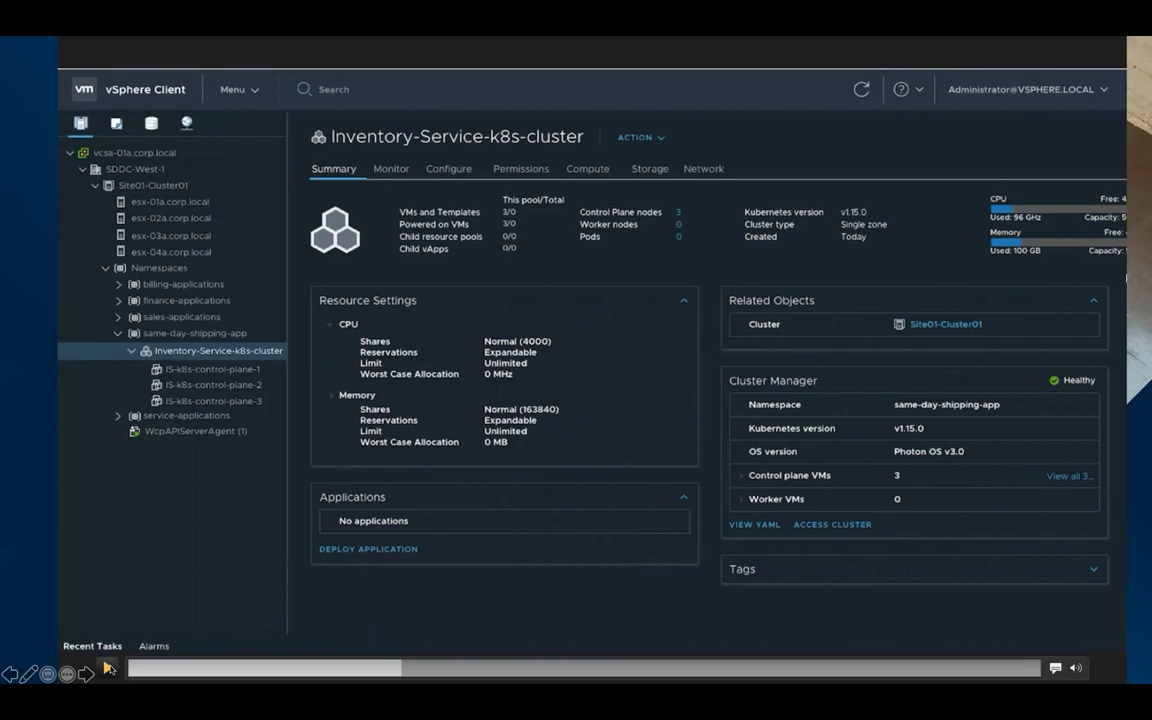 vm vSphere Client Menu Search Administrator@VSPHERE.LOCAL
vcsa-01a.corp.local
SDDC-West-1
Site01-Cluster01
esx-01a.corp.local
esx-02a.corp.local
esx-03a.corp.local
esx-04a.corp.local
Namespaces
billing-applications
finance-applications
sales-applications
same-day-shipping-app
Inventory-Service-k8s-cluster
IS-k8s-control-plane-1
IS-k8s-control-plane-2
IS-k8s-control-plane-3
service-applications
WcpAPIServerAgent (1)
Inventory-Service-k8s-cluster ACTION
Summary Monitor Configure Permissions Compute Storage Network
This pool/Total
VMs and Templates 3/0
Powered on VMs 3/0
Child resource pools 0/0
Child vApps 0/0
Control Plane nodes 3
Worker nodes 0
Pods 0
Kubernetes version v1.15.0
Cluster type Single zone
Created Today
CPU Free: 4
Used: 96 GHz Capacity: 5
Memory Free:
Used: 100 GB Capacity:
Resource Settings
CPU
Shares Normal (4000)
Reservations Expandable
Limit Unlimited
Worst Case Allocation 0 MHz
Memory
Shares Normal (163840)
Reservations Expandable
Limit Unlimited
Worst Case Allocation 0 MB
Applications
No applications
DEPLOY APPLICATION
Related Objects
Cluster Site01-Cluster01
Cluster Manager Healthy
Namespace same-day-shipping-app
Kubernetes version v1.15.0
OS version Photon OS v3.0
Control plane VMs 3 View all 3...
Worker VMs 0
VIEW YAML ACCESS CLUSTER
Tags
Recent Tasks Alarms